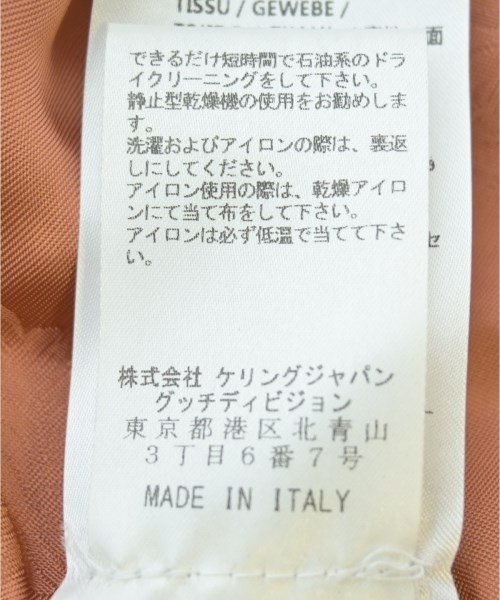 TISSU / GEWEBE /
面
できるだけ短時間で石油系のドラ
イクリーニングをして下さい。
静止型乾燥機の使用をお勧めしま
す。
洗濯およびアイロンの際は、裏返
しにしてください。
アイロン使用の際は、乾燥アイロ
ンにて当て布をして下さい。
アイロンは必ず低温で当てて下さ
い。
セ
株式会社 ケリングジャパン
グッチディビジョン
東京都港区北青山
3丁目6番7号
MADE IN ITALY